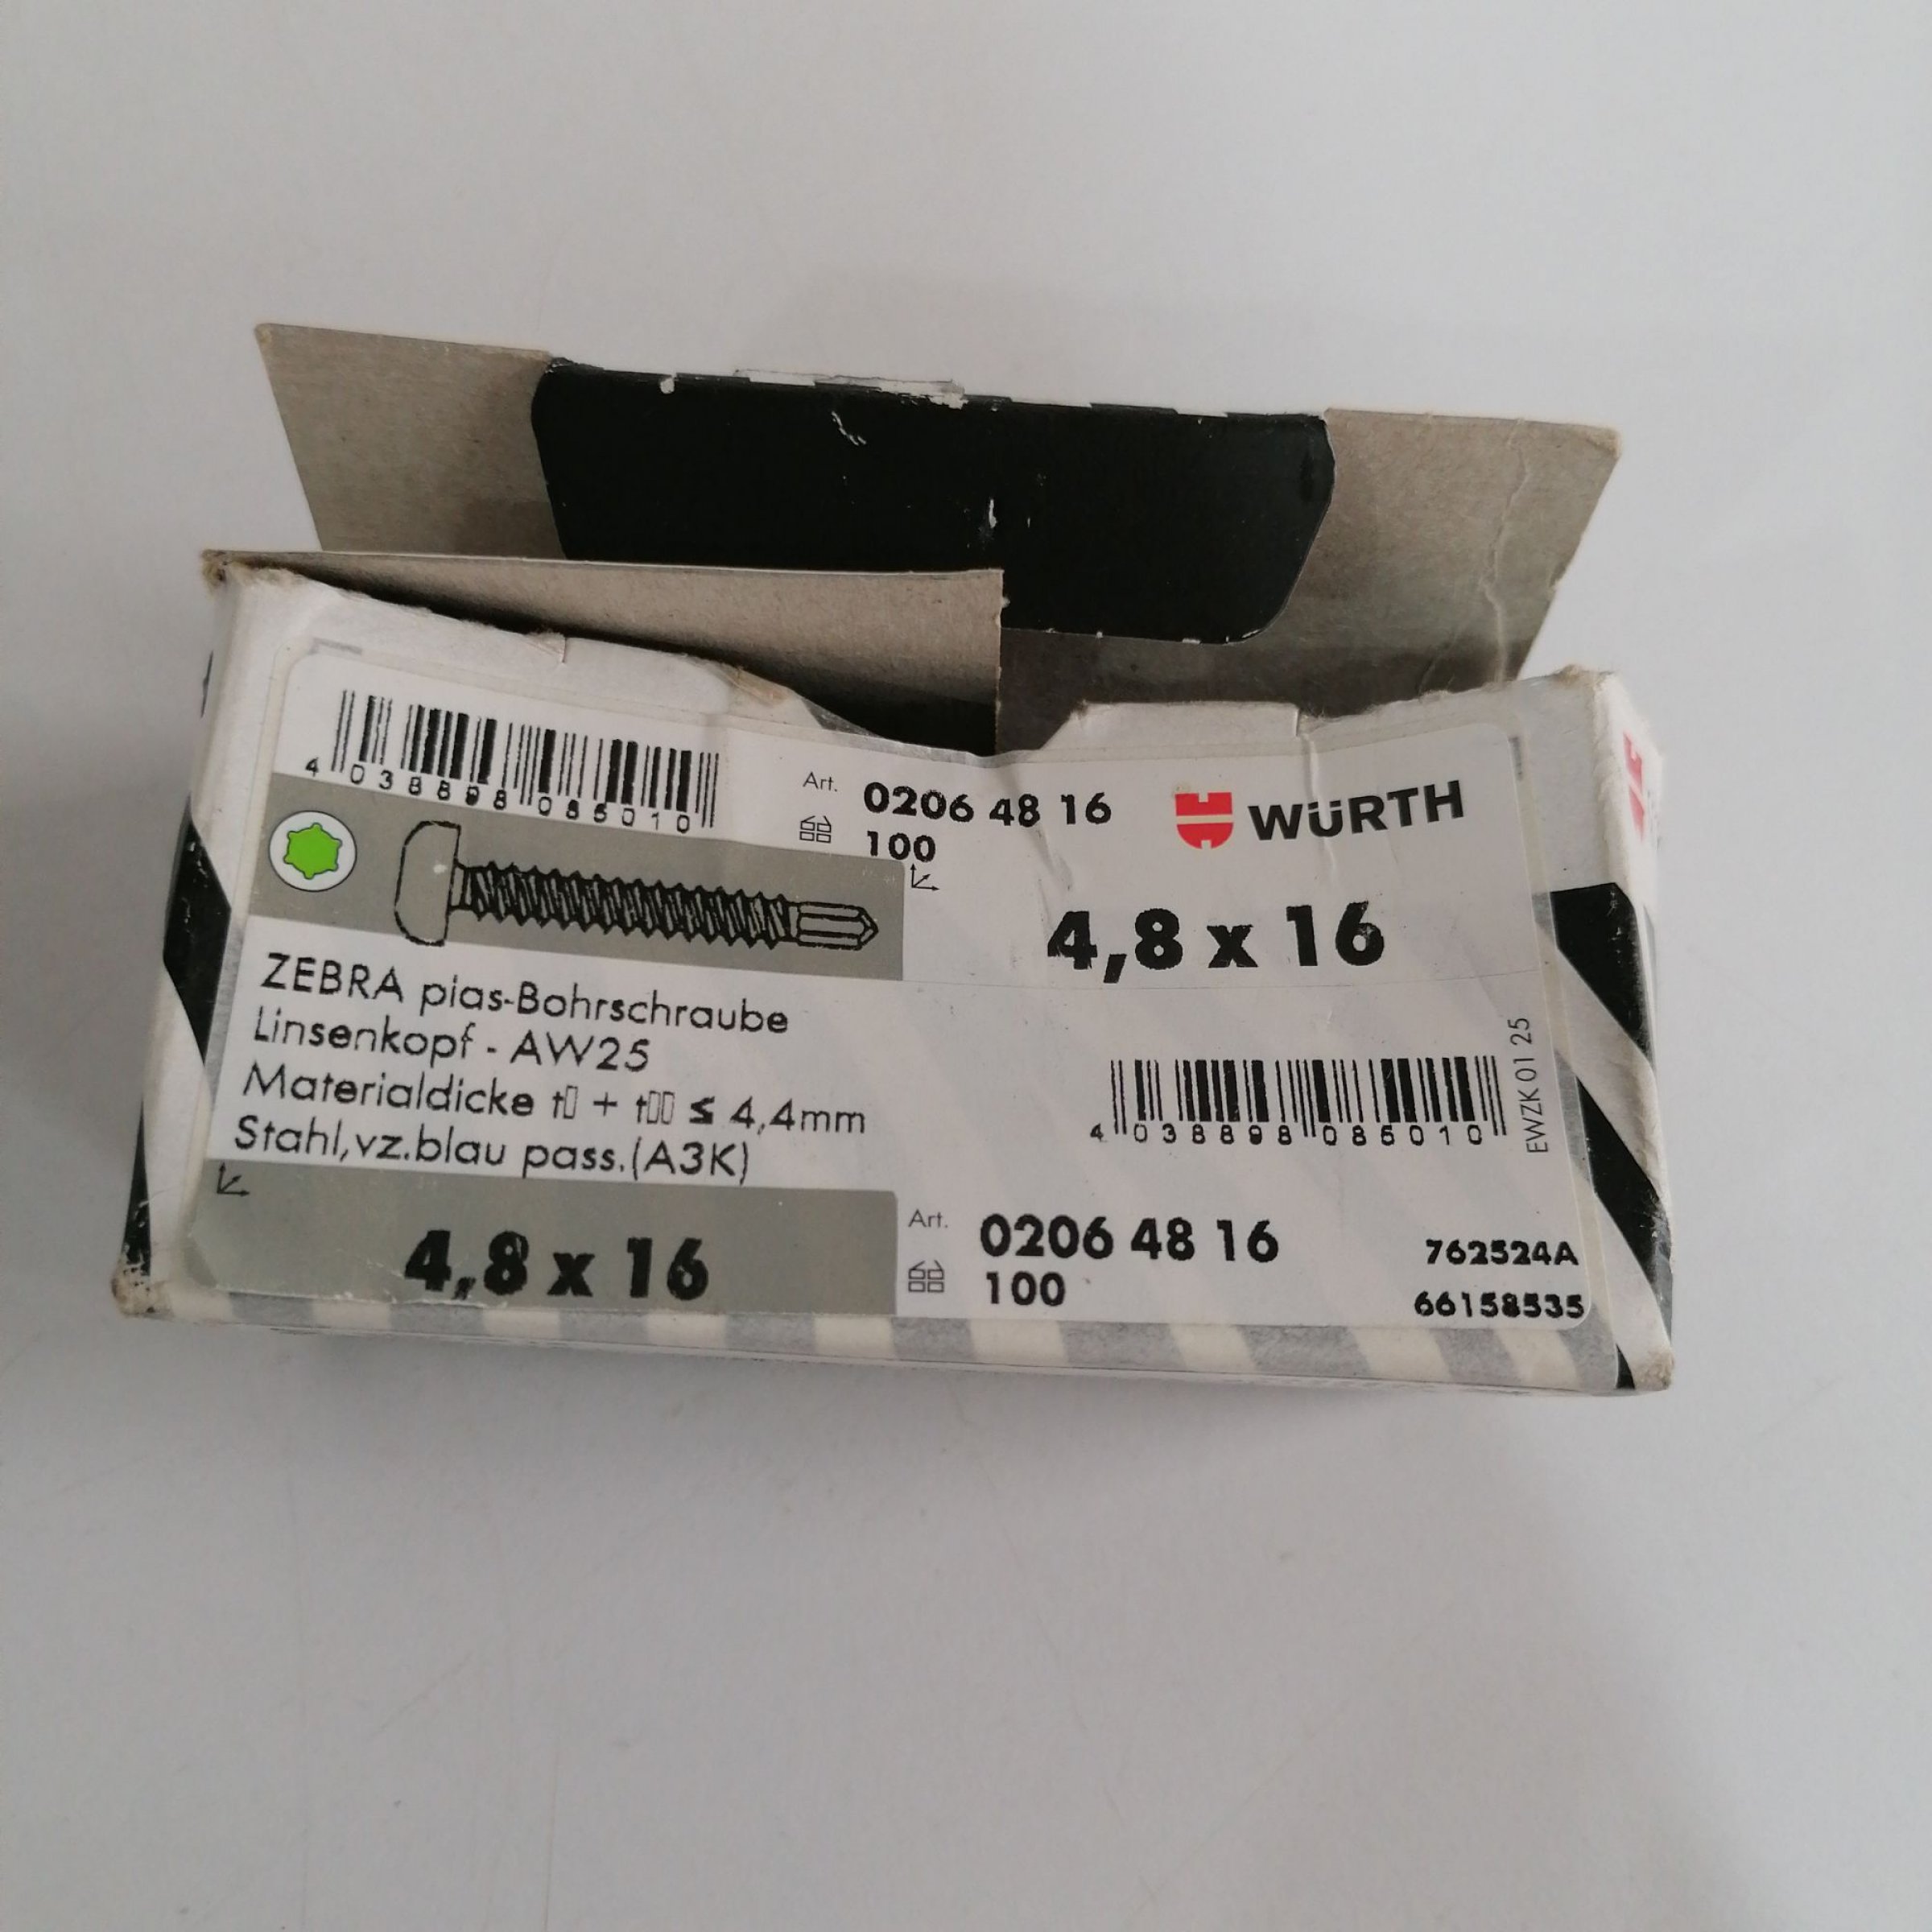 4 038898 085010
Art. 0206 48 16
100
WÜRTH
4,8 x 16
ZEBRA pias-Bohrschraube
Linsenkopf - AW25
Materialdicke t▯ + t▯▯ ≤ 4,4mm
Stahl,vz.blau pass.(A3K)
4 038898 085010
EWZK 01 25
4,8 x 16
Art. 0206 48 16
100
762524A
66158535